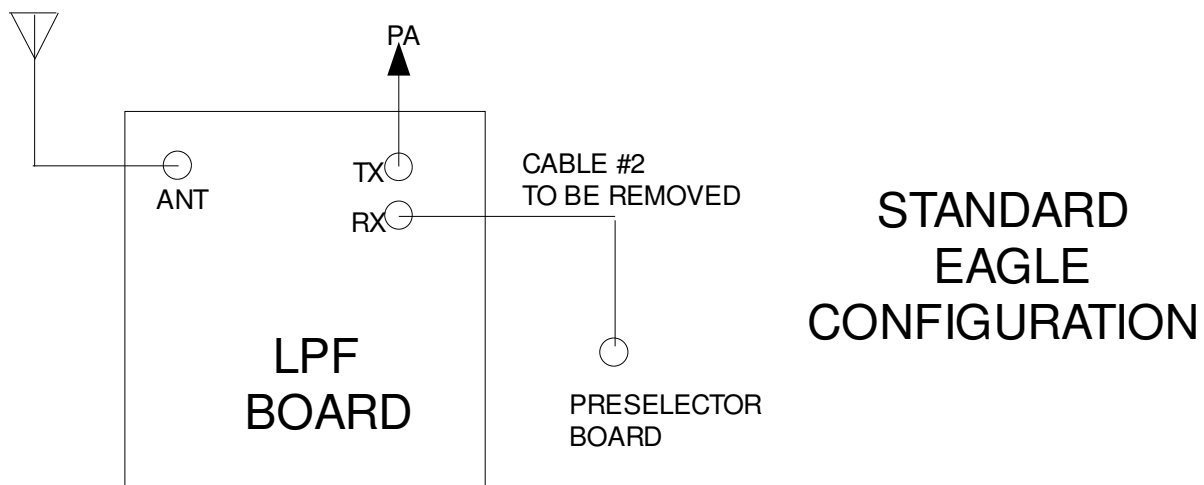 PA
TX
ANT
RX
CABLE #2
TO BE REMOVED
STANDARD
EAGLE
CONFIGURATION
LPF
BOARD
PRESELECTOR
BOARD